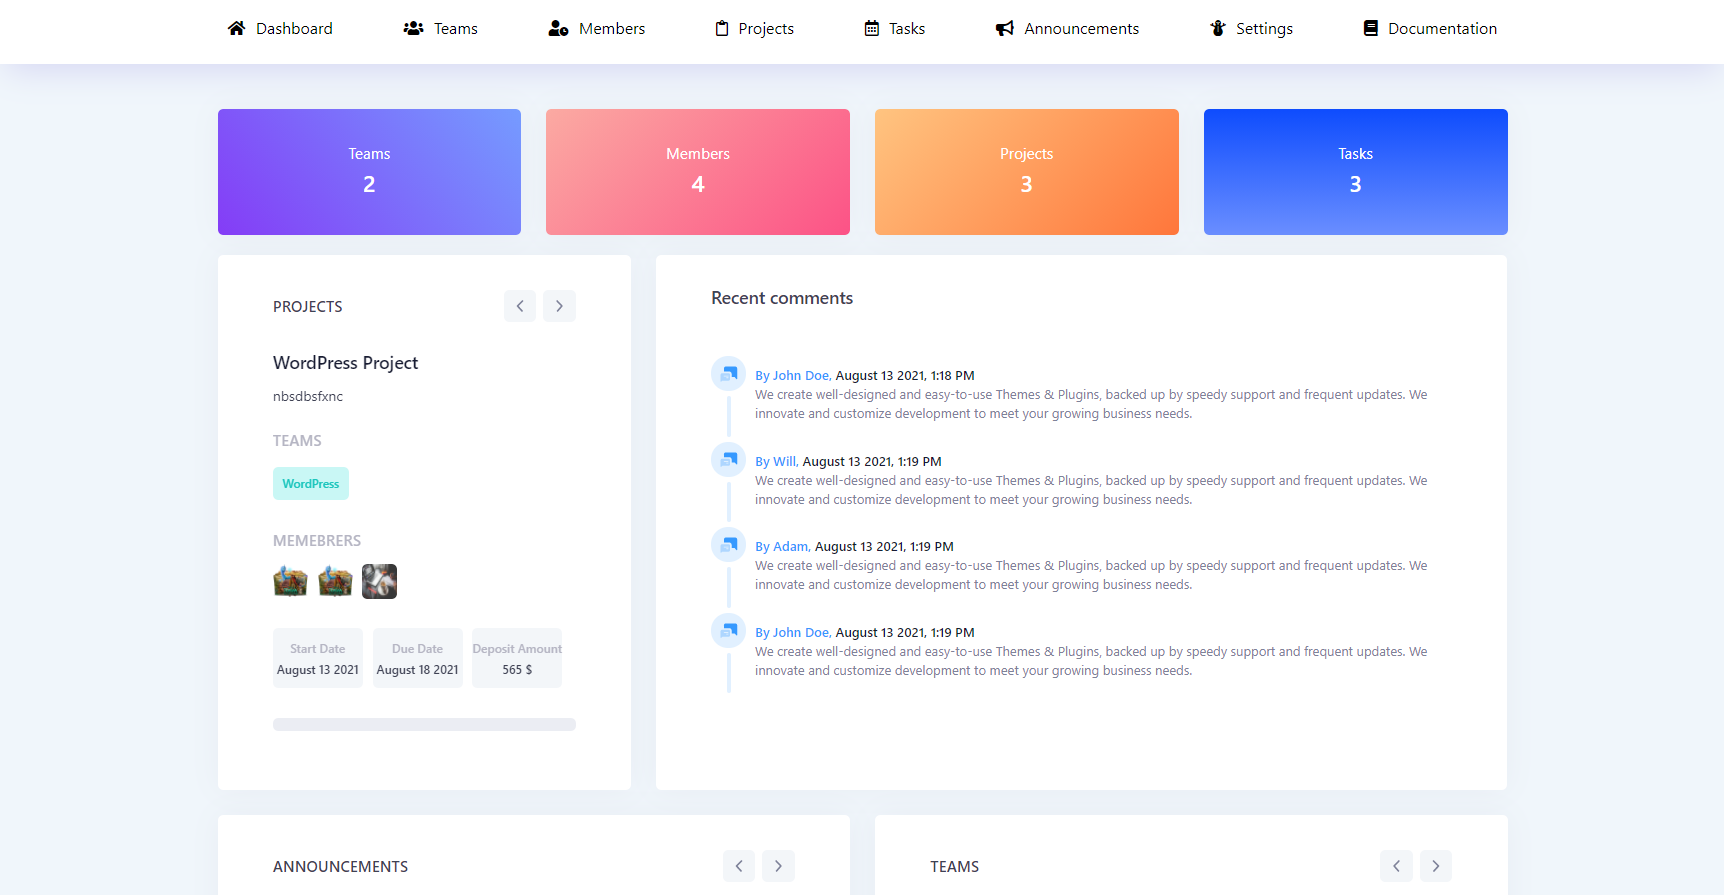 Dashboard Teams Members Projects Tasks Announcements Settings Documentation
Teams
2
Members
4
Projects
3
Tasks
3
PROJECTS
WordPress Project
nbsdbsfxnc
TEAMS
WordPress
MEMEBRERS
Start Date
August 13 2021
Due Date
August 18 2021
Deposit Amount
565 $
Recent comments
By John Doe, August 13 2021, 1:18 PM
We create well-designed and easy-to-use Themes & Plugins, backed up by speedy support and frequent updates. We
innovate and customize development to meet your growing business needs.
By Will, August 13 2021, 1:19 PM
We create well-designed and easy-to-use Themes & Plugins, backed up by speedy support and frequent updates. We
innovate and customize development to meet your growing business needs.
By Adam, August 13 2021, 1:19 PM
We create well-designed and easy-to-use Themes & Plugins, backed up by speedy support and frequent updates. We
innovate and customize development to meet your growing business needs.
By John Doe, August 13 2021, 1:19 PM
We create well-designed and easy-to-use Themes & Plugins, backed up by speedy support and frequent updates. We
innovate and customize development to meet your growing business needs.
ANNOUNCEMENTS
TEAMS